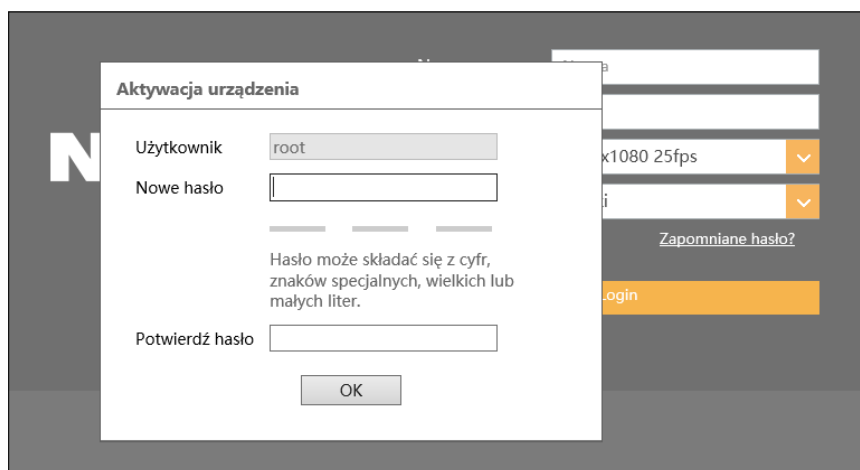 Aktywacja urządzenia
Użytkownik
root
Nowe hasło
Hasło może składać się z cyfr,
znaków specjalnych, wielkich lub
małych liter.
Potwierdź hasło
OK
N
x1080 25fps
Zapomniane hasło?
Login